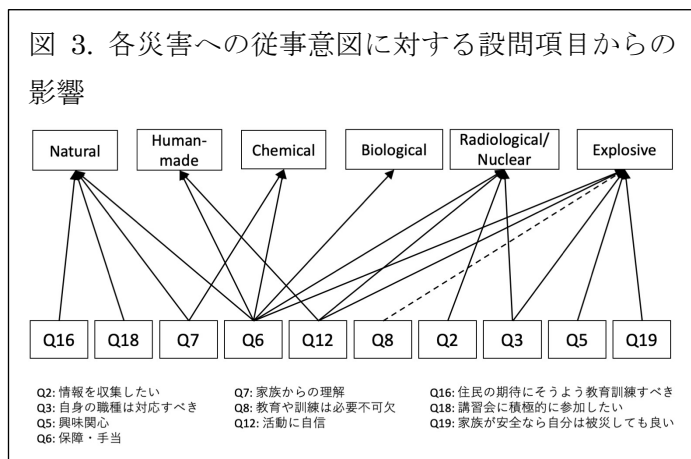 図 3. 各災害への従事意図に対する設問項目からの
影響
Natural
Human-
made
Chemical
Biological
Radiological/
Nuclear
Explosive
Q16
Q18
Q7
Q6
Q12
Q8
Q2
Q3
Q5
Q19
Q2: 情報を収集したい
Q3: 自身の職種は対応すべき
Q5: 興味関心
Q6: 保障・手当
Q7: 家族からの理解
Q8: 教育や訓練は必要不可欠
Q12: 活動に自信
Q16: 住民の期待にそうよう教育訓練すべき
Q18: 講習会に積極的に参加したい
Q19: 家族が安全なら自分は被災しても良い